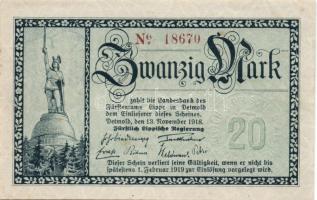 No. 18670
Zwanzig Mark
zahlt die Landesbank des
Fürstentums Lippe in Detmold
dem Einlieferer dieses Scheines.
Detmold, den 13. November 1918.
Fürstlich Lippische Regierung
20
Dieser Schein verliert seine Gültigkeit, wenn er nicht bis
spätestens 1. Februar 1919 zur Einlösung vorgelegt wird.